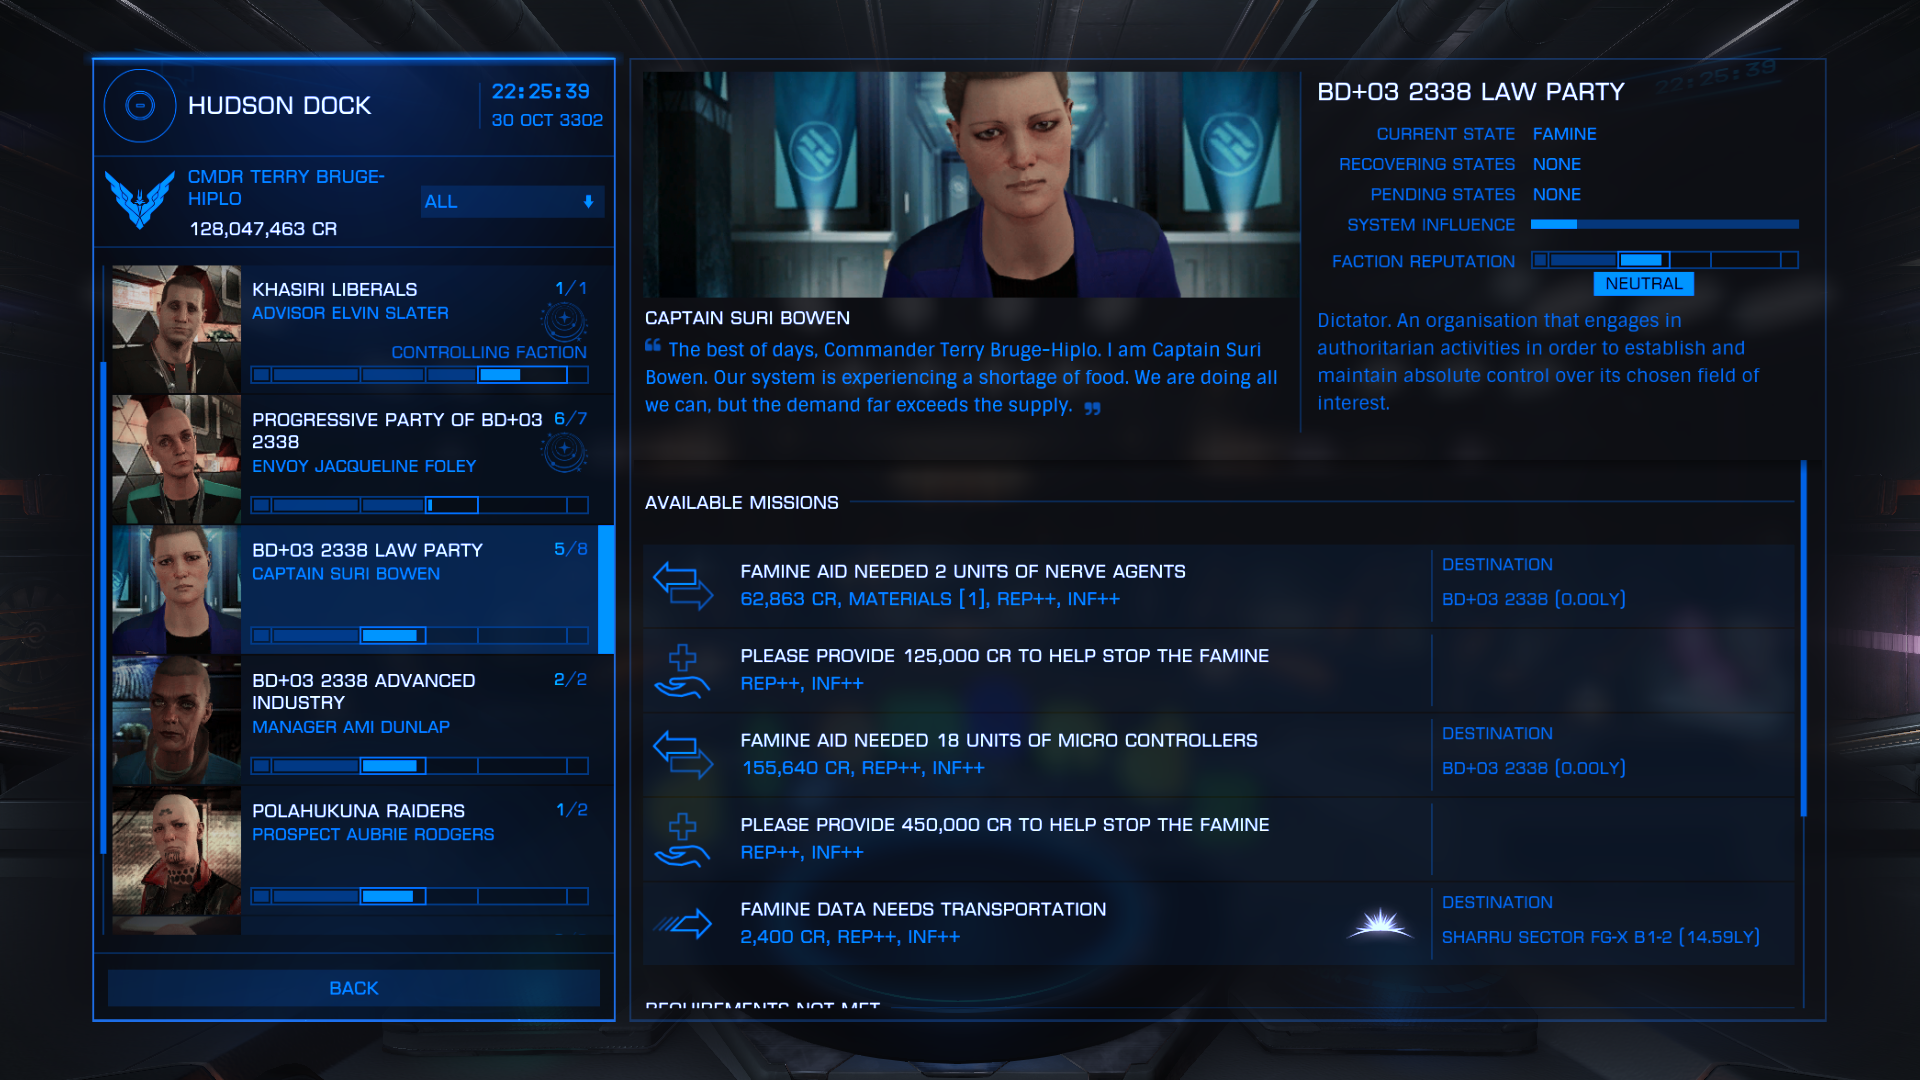 HUDSON DOCK
22:25:39
30 OCT 3302
CMDR TERRY BRUGE-
HIPLO
128,047,463 CR
ALL
KHASIRI LIBERALS
1/1
ADVISOR ELVIN SLATER
CONTROLLING FACTION
PROGRESSIVE PARTY OF BD+03
2338
6/7
ENVOY JACQUELINE FOLEY
BD+03 2338 LAW PARTY
5/8
CAPTAIN SURI BOWEN
BD+03 2338 ADVANCED
INDUSTRY
2/2
MANAGER AMI DUNLAP
POLAHUKUNA RAIDERS
1/2
PROSPECT AUBRIE RODGERS
BACK
CAPTAIN SURI BOWEN
“ The best of days, Commander Terry Bruge-Hiplo. I am Captain Suri
Bowen. Our system is experiencing a shortage of food. We are doing all
we can, but the demand far exceeds the supply. ”
BD+03 2338 LAW PARTY
22:25:39
CURRENT STATE FAMINE
RECOVERING STATES NONE
PENDING STATES NONE
SYSTEM INFLUENCE
FACTION REPUTATION
NEUTRAL
Dictator. An organisation that engages in
authoritarian activities in order to establish and
maintain absolute control over its chosen field of
interest.
AVAILABLE MISSIONS
FAMINE AID NEEDED 2 UNITS OF NERVE AGENTS
62,863 CR, MATERIALS [1], REP++, INF++
DESTINATION
BD+03 2338 (0.00LY)
PLEASE PROVIDE 125,000 CR TO HELP STOP THE FAMINE
REP++, INF++
FAMINE AID NEEDED 18 UNITS OF MICRO CONTROLLERS
155,640 CR, REP++, INF++
DESTINATION
BD+03 2338 (0.00LY)
PLEASE PROVIDE 450,000 CR TO HELP STOP THE FAMINE
REP++, INF++
FAMINE DATA NEEDS TRANSPORTATION
2,400 CR, REP++, INF++
DESTINATION
SHARRU SECTOR FG-X B1-2 (14.59LY)
REQUIREMENTS NOT MET